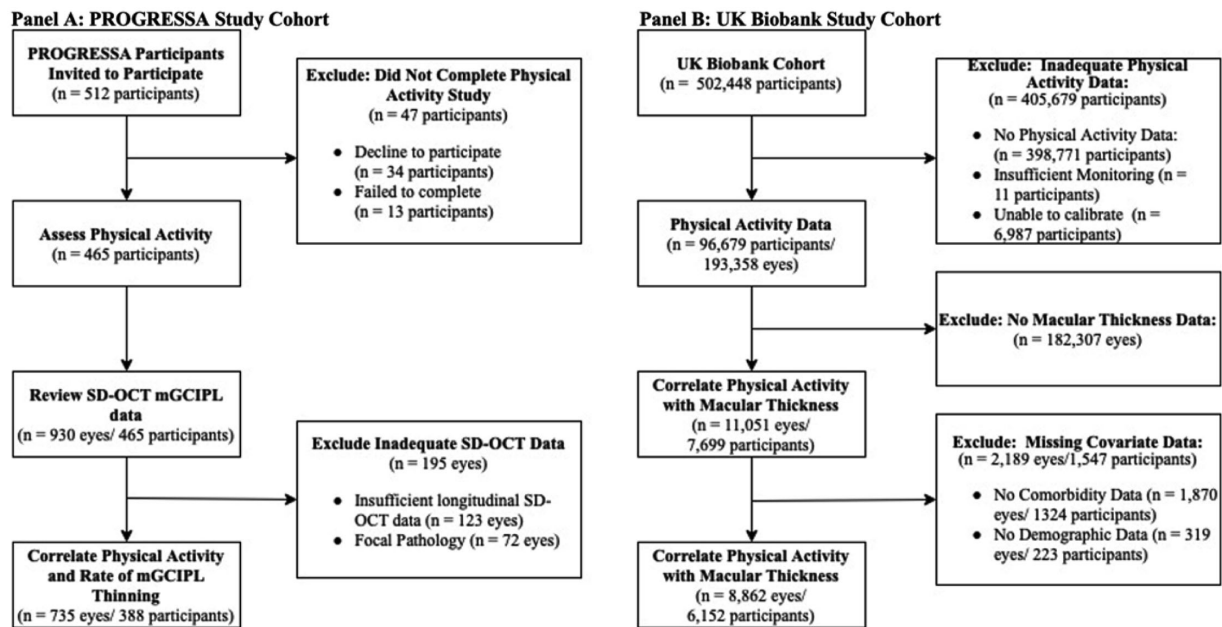 Panel A: PROGRESSA Study Cohort
PROGRESSA Participants
Invited to Participate
(n = 512 participants)
Exclude: Did Not Complete Physical
Activity Study
(n = 47 participants)
• Decline to participate
(n = 34 participants)
• Failed to complete
(n = 13 participants)
Assess Physical Activity
(n = 465 participants)
Review SD-OCT mGCIPL
data
(n = 930 eyes/ 465 participants)
Exclude Inadequate SD-OCT Data
(n = 195 eyes)
• Insufficient longitudinal SD-
OCT data (n = 123 eyes)
• Focal Pathology (n = 72 eyes)
Correlate Physical Activity
and Rate of mGCIPL
Thinning
(n = 735 eyes/ 388 participants)
Panel B: UK Biobank Study Cohort
UK Biobank Cohort
(n = 502,448 participants)
Exclude: Inadequate Physical
Activity Data:
(n = 405,679 participants)
• No Physical Activity Data:
(n = 398,771 participants)
• Insufficient Monitoring (n =
11 participants)
• Unable to calibrate (n =
6,987 participants)
Physical Activity Data
(n = 96,679 participants/
193,358 eyes)
Exclude: No Macular Thickness Data:
(n = 182,307 eyes)
Correlate Physical Activity
with Macular Thickness
(n = 11,051 eyes/
7,699 participants)
Exclude: Missing Covariate Data:
(n = 2,189 eyes/1,547 participants)
• No Comorbidity Data (n = 1,870
eyes/ 1324 participants)
• No Demographic Data (n = 319
eyes/ 223 participants)
Correlate Physical Activity
with Macular Thickness
(n = 8,862 eyes/
6,152 participants)